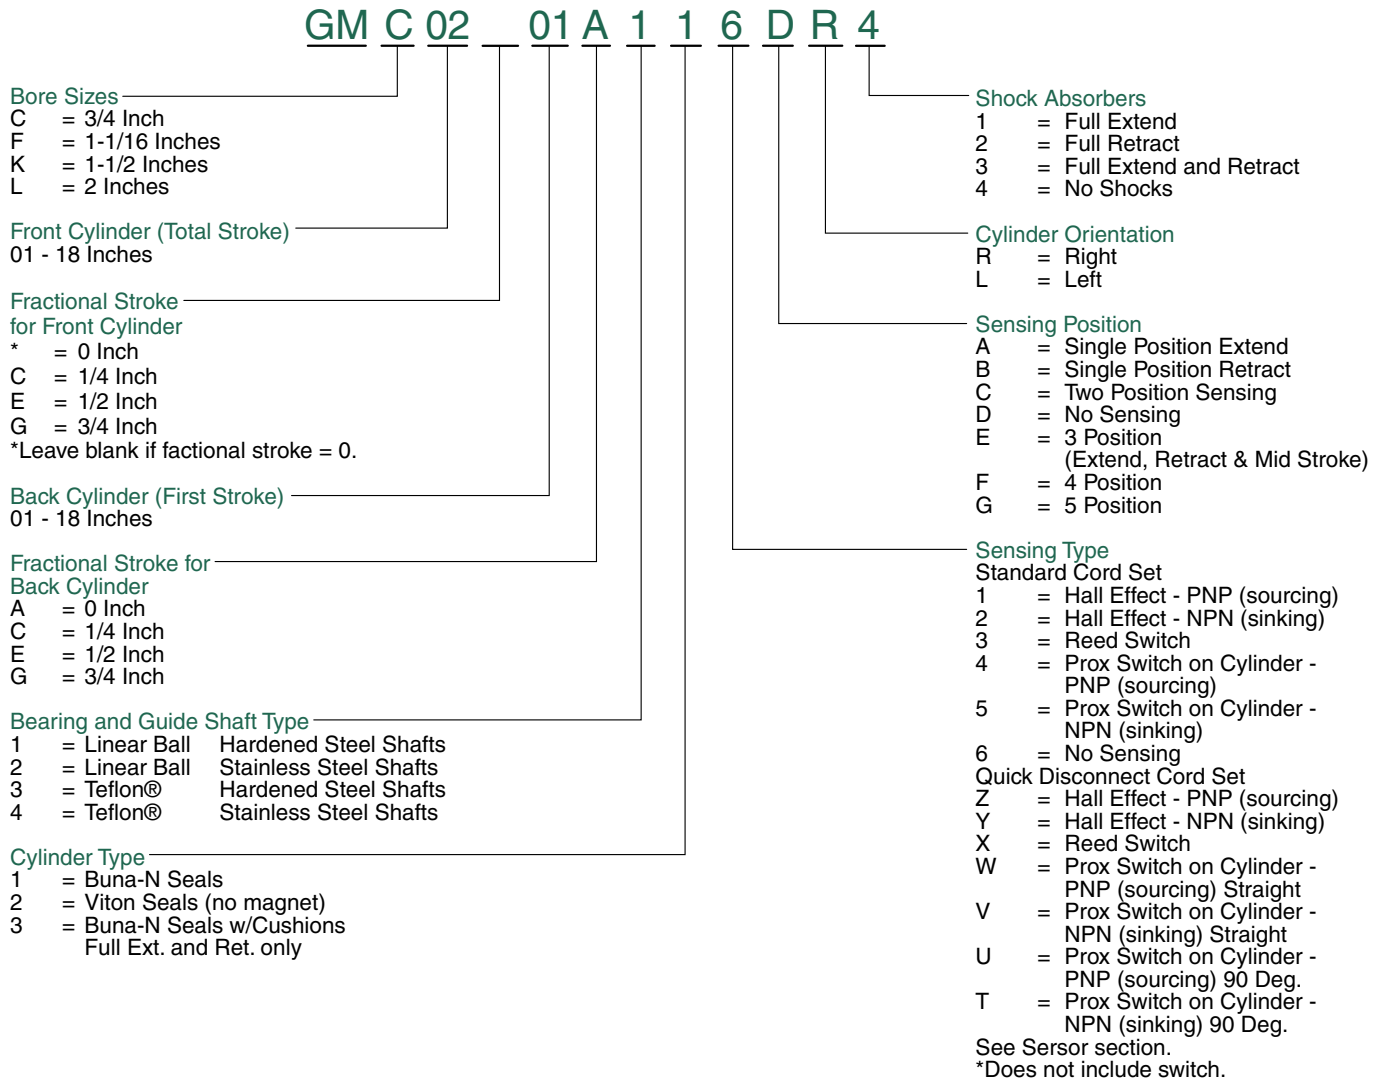 GM C 02 _ 01 A 1 1 6 D R 4
Bore Sizes
C = 3/4 Inch
F = 1-1/16 Inches
K = 1-1/2 Inches
L = 2 Inches
Front Cylinder (Total Stroke)
01 - 18 Inches
Fractional Stroke
for Front Cylinder
* = 0 Inch
C = 1/4 Inch
E = 1/2 Inch
G = 3/4 Inch
*Leave blank if factional stroke = 0.
Back Cylinder (First Stroke)
01 - 18 Inches
Fractional Stroke for
Back Cylinder
A = 0 Inch
C = 1/4 Inch
E = 1/2 Inch
G = 3/4 Inch
Bearing and Guide Shaft Type
1 = Linear Ball Hardened Steel Shafts
2 = Linear Ball Stainless Steel Shafts
3 = Teflon® Hardened Steel Shafts
4 = Teflon® Stainless Steel Shafts
Cylinder Type
1 = Buna-N Seals
2 = Viton Seals (no magnet)
3 = Buna-N Seals w/Cushions
Full Ext. and Ret. only
Shock Absorbers
1 = Full Extend
2 = Full Retract
3 = Full Extend and Retract
4 = No Shocks
Cylinder Orientation
R = Right
L = Left
Sensing Position
A = Single Position Extend
B = Single Position Retract
C = Two Position Sensing
D = No Sensing
E = 3 Position
(Extend, Retract & Mid Stroke)
F = 4 Position
G = 5 Position
Sensing Type
Standard Cord Set
1 = Hall Effect - PNP (sourcing)
2 = Hall Effect - NPN (sinking)
3 = Reed Switch
4 = Prox Switch on Cylinder -
PNP (sourcing)
5 = Prox Switch on Cylinder -
NPN (sinking)
6 = No Sensing
Quick Disconnect Cord Set
Z = Hall Effect - PNP (sourcing)
Y = Hall Effect - NPN (sinking)
X = Reed Switch
W = Prox Switch on Cylinder -
PNP (sourcing) Straight
V = Prox Switch on Cylinder -
NPN (sinking) Straight
U = Prox Switch on Cylinder -
PNP (sourcing) 90 Deg.
T = Prox Switch on Cylinder -
NPN (sinking) 90 Deg.
See Sersor section.
*Does not include switch.